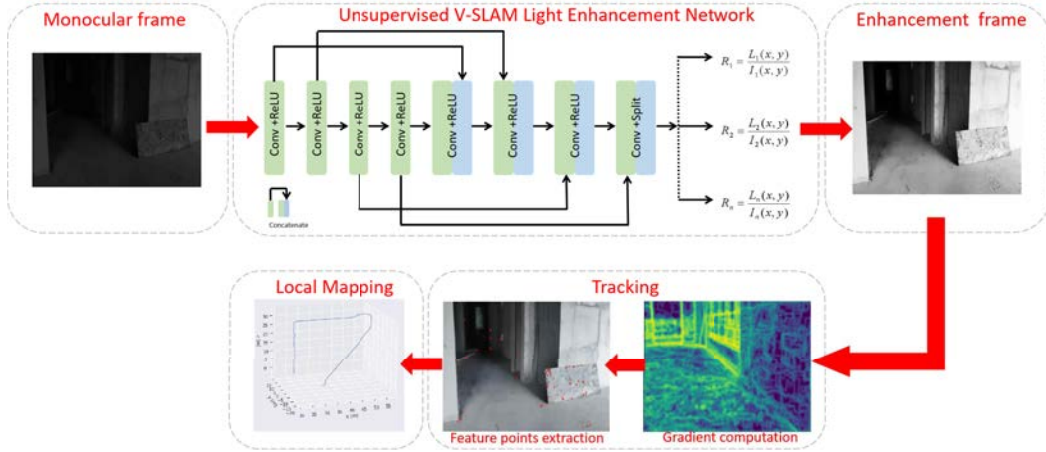 Monocular frame
Unsupervised V-SLAM Light Enhancement Network
Enhancement frame
Conv +ReLU
Conv +ReLU
Conv +ReLU
Conv +ReLU
Conv +ReLU
Conv +ReLU
Conv +ReLU
Conv +Split
R₁ = L₁(x, y) / I₁(x, y)
R₂ = L₂(x, y) / I₂(x, y)
Rₙ = Lₙ(x, y) / Iₙ(x, y)
Concatenate
Local Mapping
Tracking
Feature points extraction
Gradient computation